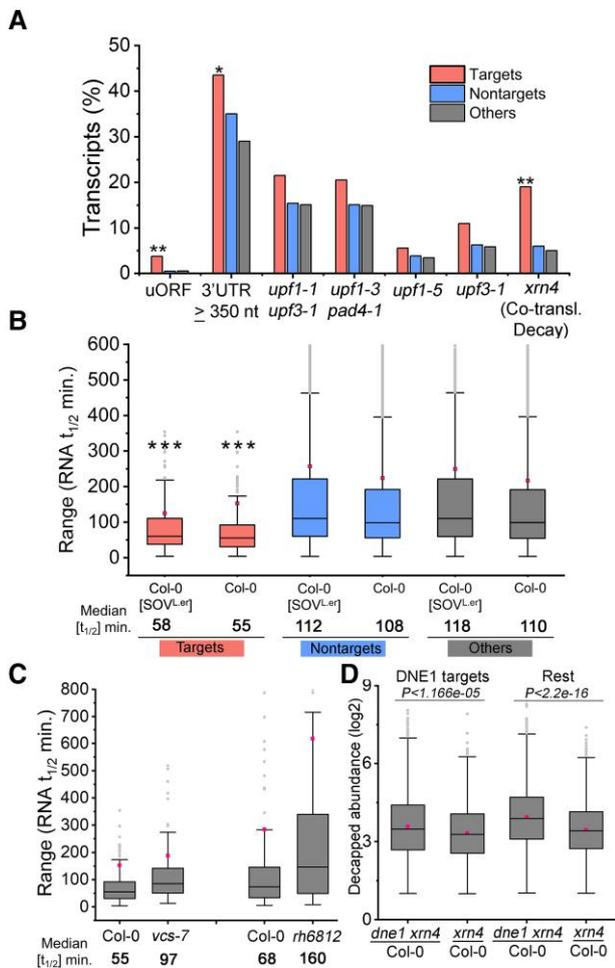 A
Transcripts (%)
50
40
30
20
10
0
Targets
Nontargets
Others
**
*
**
uORF 3'UTR upf1-1 upf1-3 upf1-5 upf3-1 xrn4
≥ 350 nt upf3-1 pad4-1 (Co-transl.
Decay)
B
Range (RNA t1/2 min.)
600
500
400
300
200
100
0
*** ***
Col-0 Col-0 Col-0 Col-0 Col-0 Col-0
[SOVL.er] [SOVL.er] [SOVL.er]
Median
[t1/2] min. 58 55 112 108 118 110
Targets Nontargets Others
C
Range (RNA t1/2 min.)
800
700
600
500
400
300
200
100
0
Col-0 vcs-7 Col-0 rh6812
Median
[t1/2] min. 55 97 68 160
D
DNE1 targets Rest
P<1.166e-05 P<2.2e-16
Decapped abundance (log2)
9
6
3
0
dne1 xrn4 xrn4 dne1 xrn4 xrn4
Col-0 Col-0 Col-0 Col-0